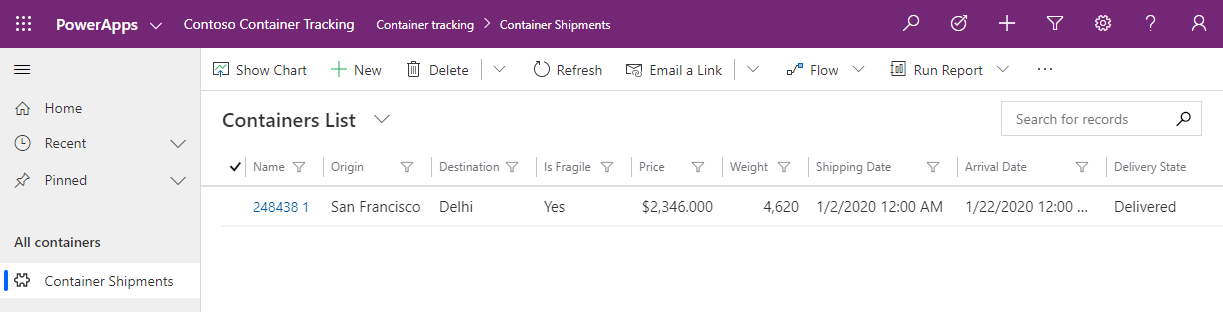 PowerApps Contoso Container Tracking Container tracking > Container Shipments ?
Show Chart New Delete Refresh Email a Link Flow Run Report ...
Home
Recent
Pinned
All containers
Container Shipments
Containers List
Search for records
Name Origin Destination Is Fragile Price Weight Shipping Date Arrival Date Delivery State
248438 1 San Francisco Delhi Yes $2,346.000 4,620 1/2/2020 12:00 AM 1/22/2020 12:00 ... Delivered